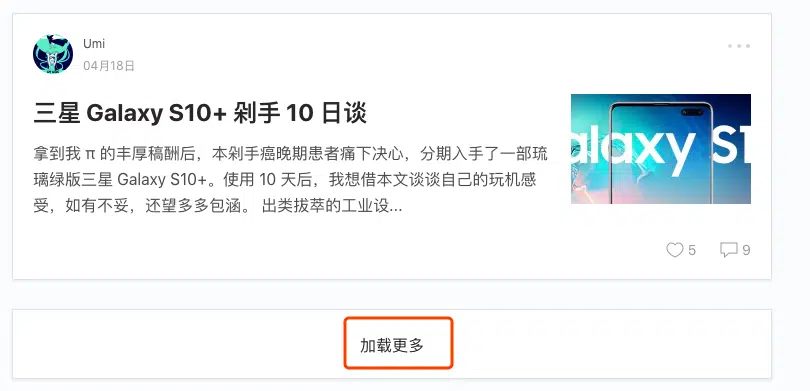 Umi
04月18日
三星 Galaxy S10+ 剁手 10 日谈
拿到我 π 的丰厚稿酬后，本剁手癌晚期患者痛下决心，分期入手了一部琉
璃绿版三星 Galaxy S10+。使用 10 天后，我想借本文谈谈自己的玩机感
受，如有不妥，还望多多包涵。 出类拔萃的工业设...
alaxy S1
5
9
加载更多